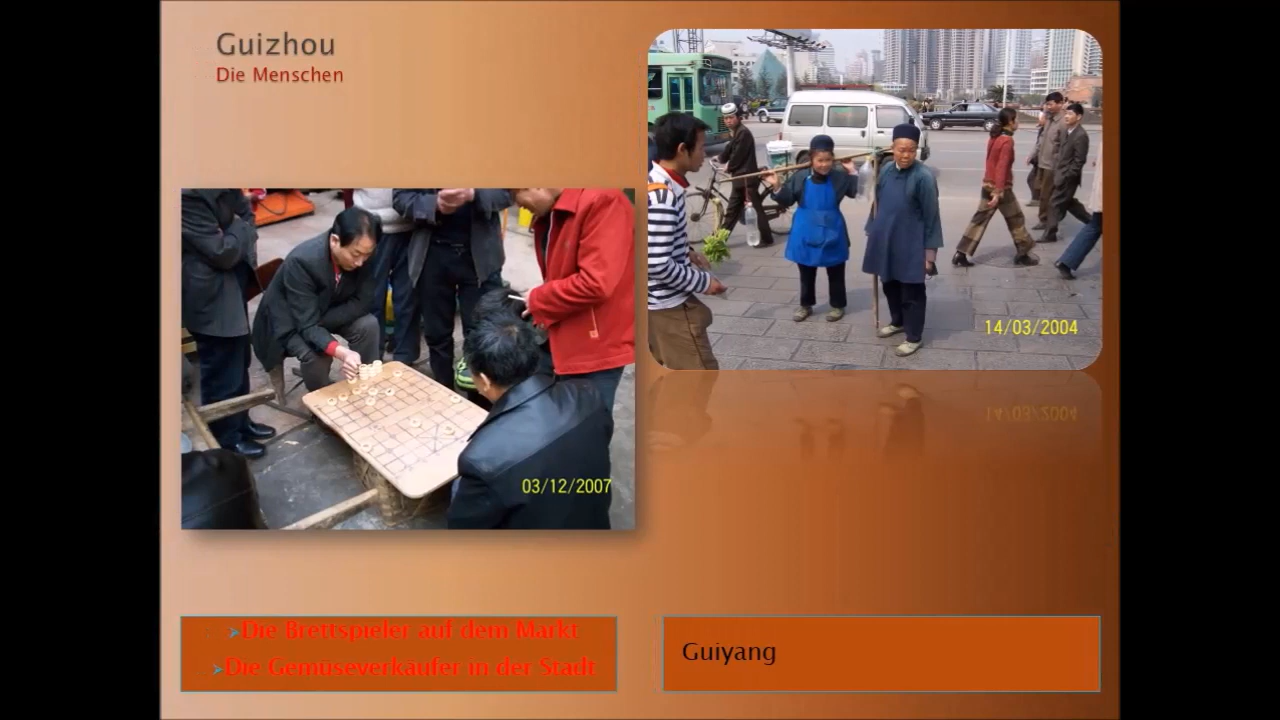 Guizhou
Die Menschen
14/03/2004
03/12/2007
Die Brettspieler auf dem Markt
Die Gemüseverkäufer in der Stadt
Guiyang